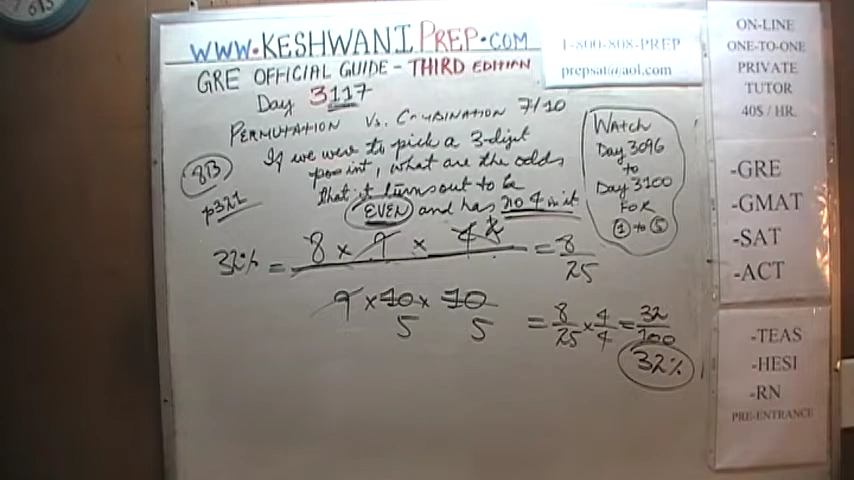 WWW.KESHWANIPREP.COM
1-800-808-PREP
prepsat@aol.com
GRE OFFICIAL GUIDE - THIRD EDITION
Day 3117
PERMUTATION Vs. COMBINATION 7/10
If we were to pick a 3-digit
pos int, what are the odds
that it turns out to be
EVEN and has no 4 in it
8B
p321
WATCH
Day 3096
to
Day 3100
FOR
① to ⑤
32% = 8 × 9 × 4 = 8/25
9 × 10 × 10
5 5
= 8/25 × 4/4 = 32/100
32%
ON-LINE
ONE-TO-ONE
PRIVATE
TUTOR
40$ / HR.
-GRE
-GMAT
-SAT
-ACT
-TEAS
-HESI
-RN
PRE-ENTRANCE